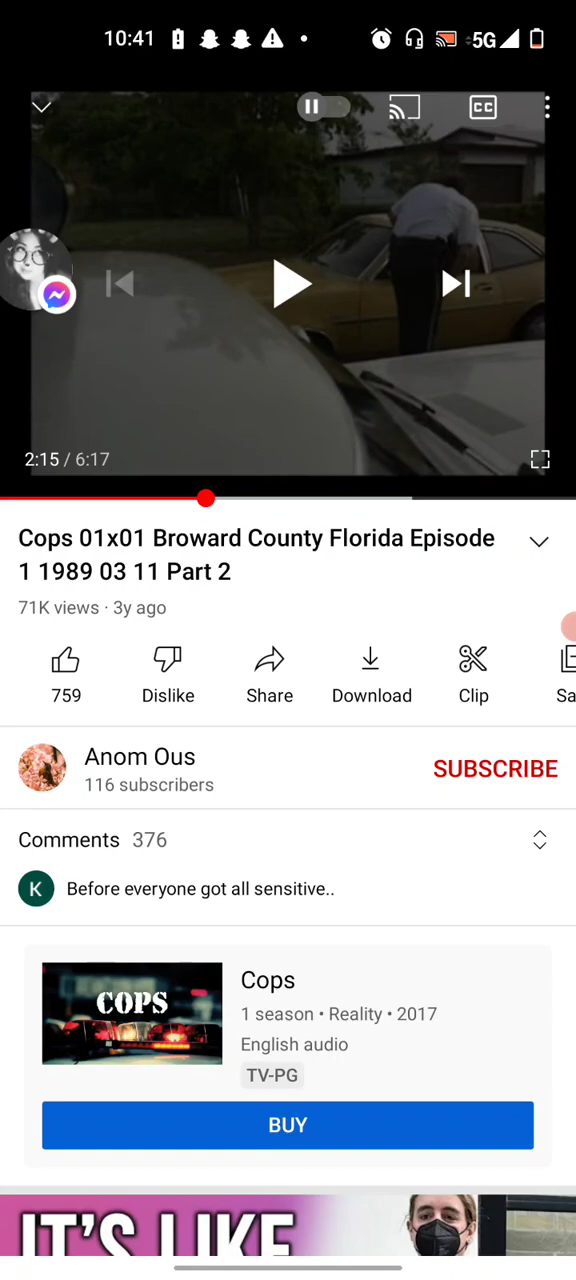 10:41
5G
CC
2:15 / 6:17
Cops 01x01 Broward County Florida Episode
1 1989 03 11 Part 2
71K views · 3y ago
759
Dislike
Share
Download
Clip
Sa
Anom Ous
116 subscribers
SUBSCRIBE
Comments 376
K
Before everyone got all sensitive..
COPS
Cops
1 season • Reality • 2017
English audio
TV-PG
BUY
IT'S LIKE